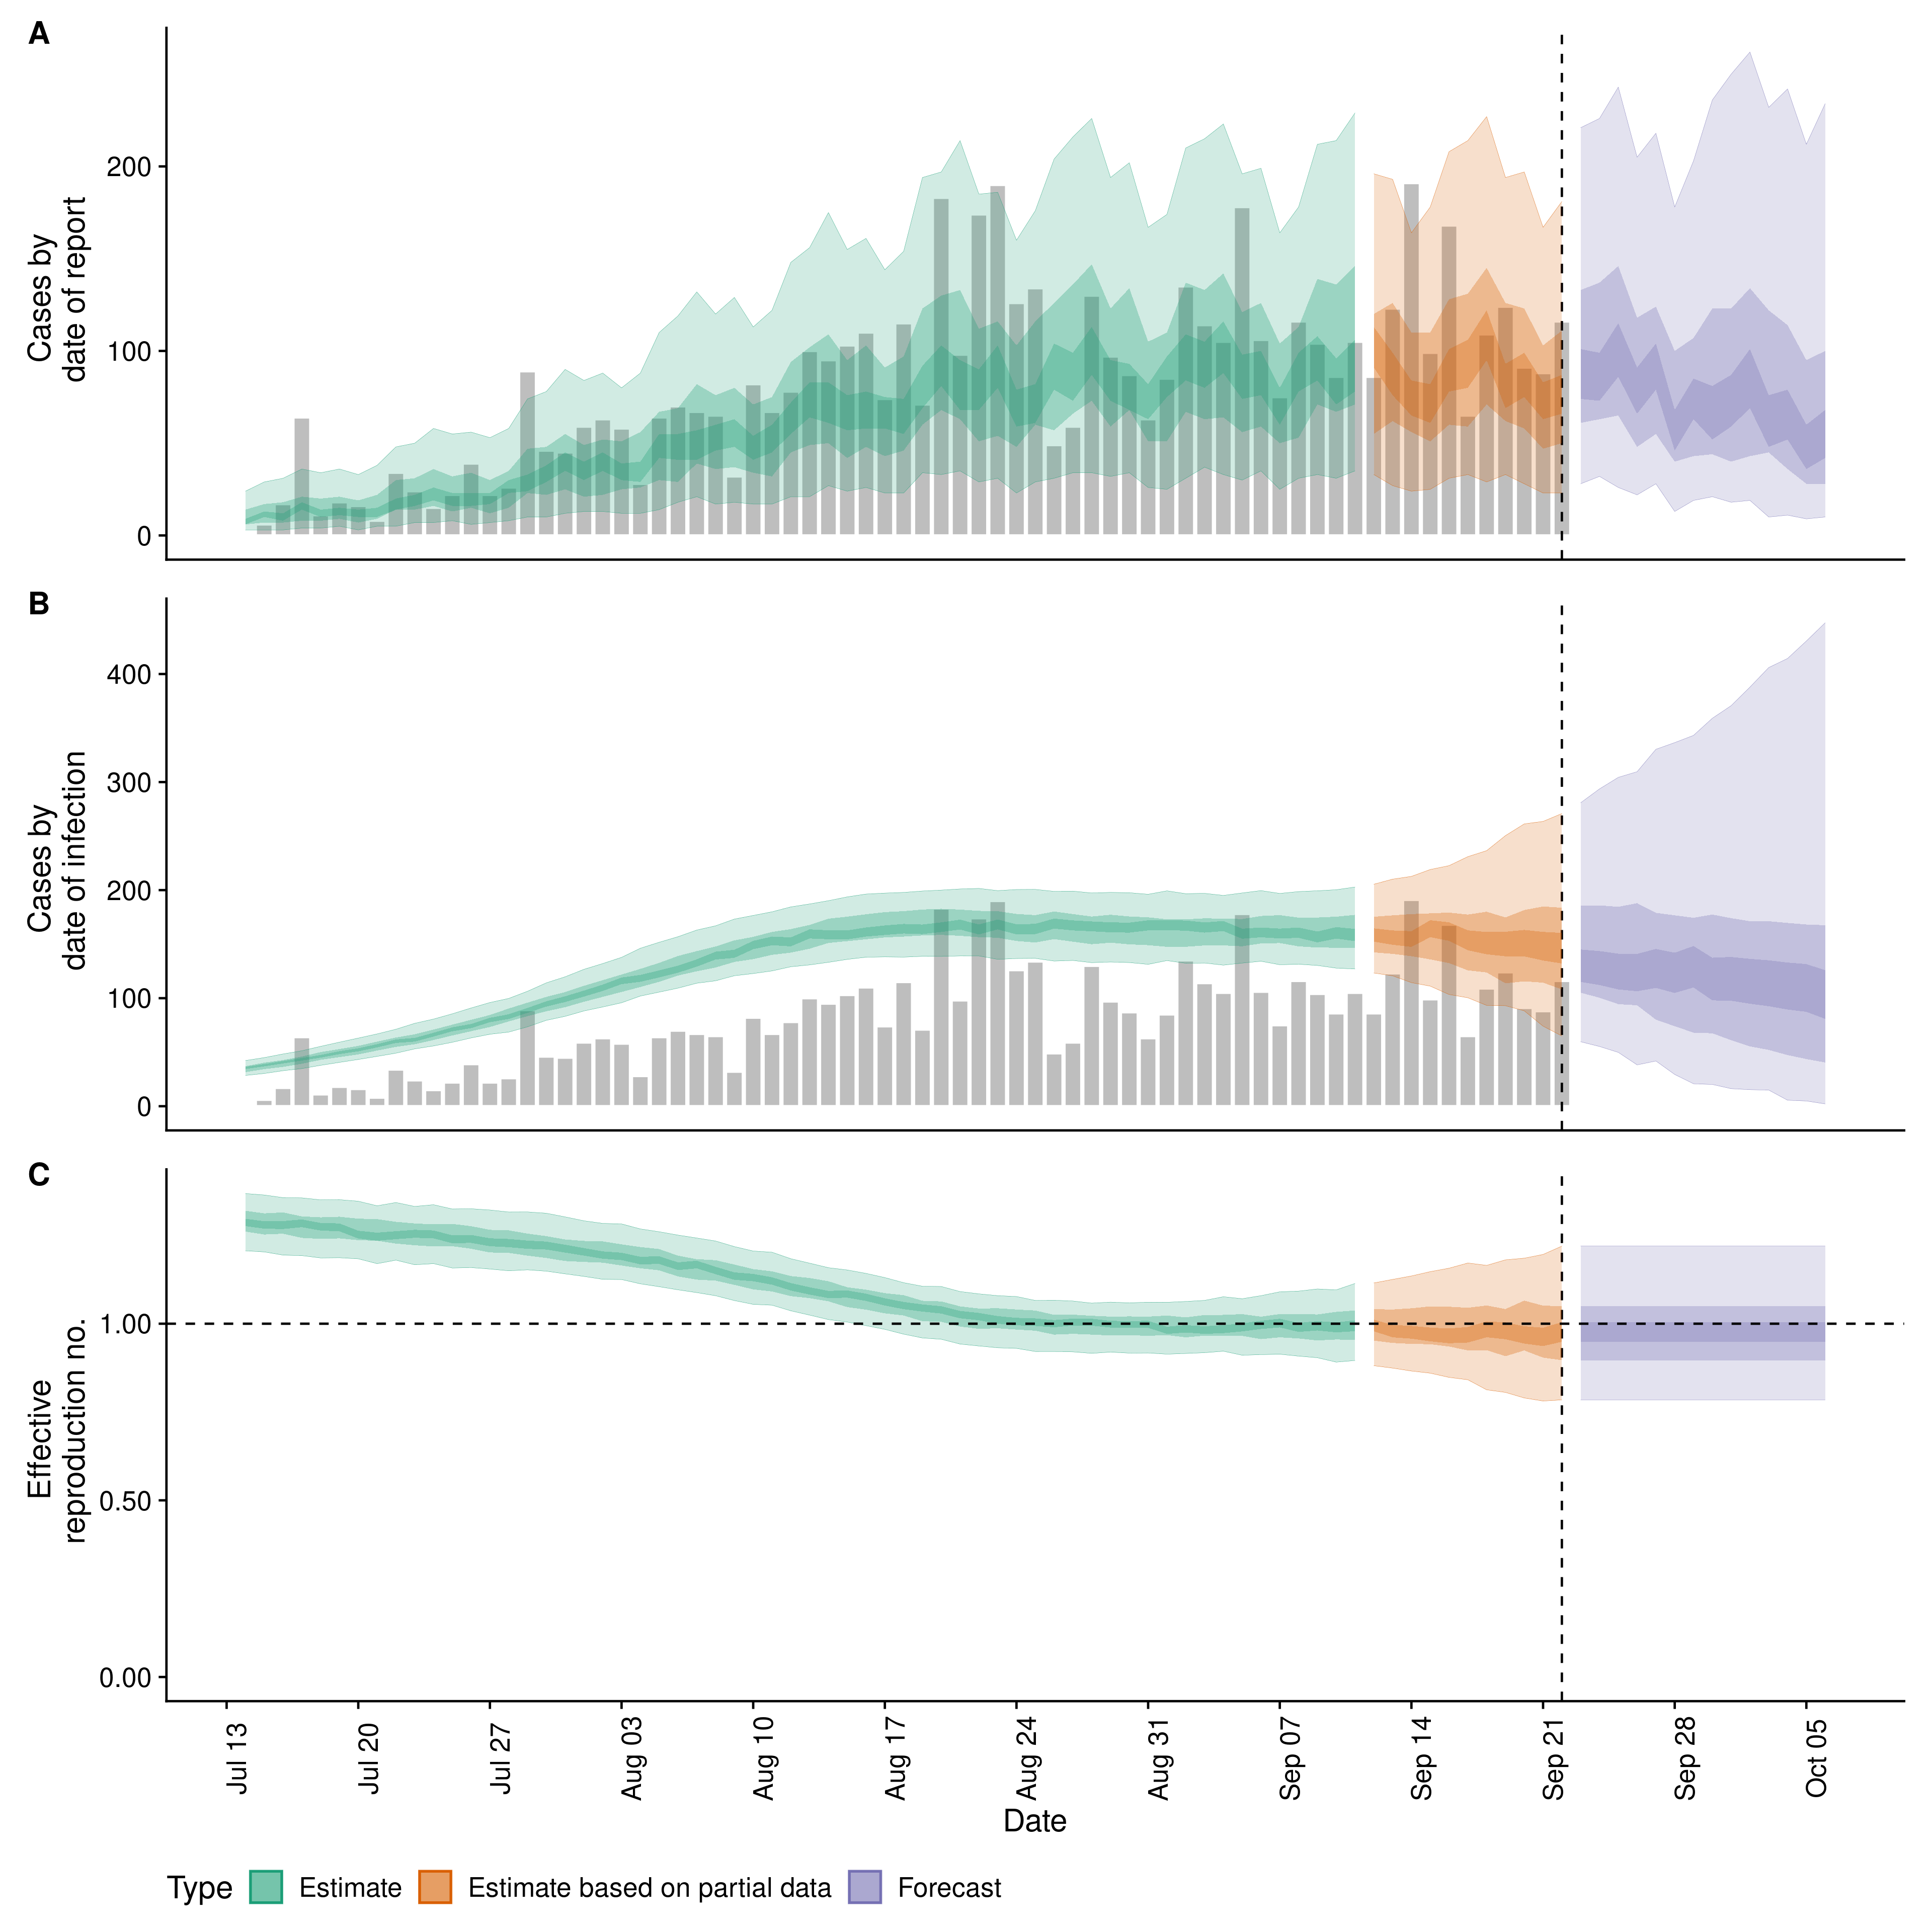 A
Cases by
date of report
200
100
0
B
Cases by
date of infection
400
300
200
100
0
C
Effective
reproduction no.
1.00
0.50
0.00
Jul 13
Jul 20
Jul 27
Aug 03
Aug 10
Aug 17
Aug 24
Aug 31
Sep 07
Sep 14
Sep 21
Sep 28
Oct 05
Date
Type
Estimate
Estimate based on partial data
Forecast